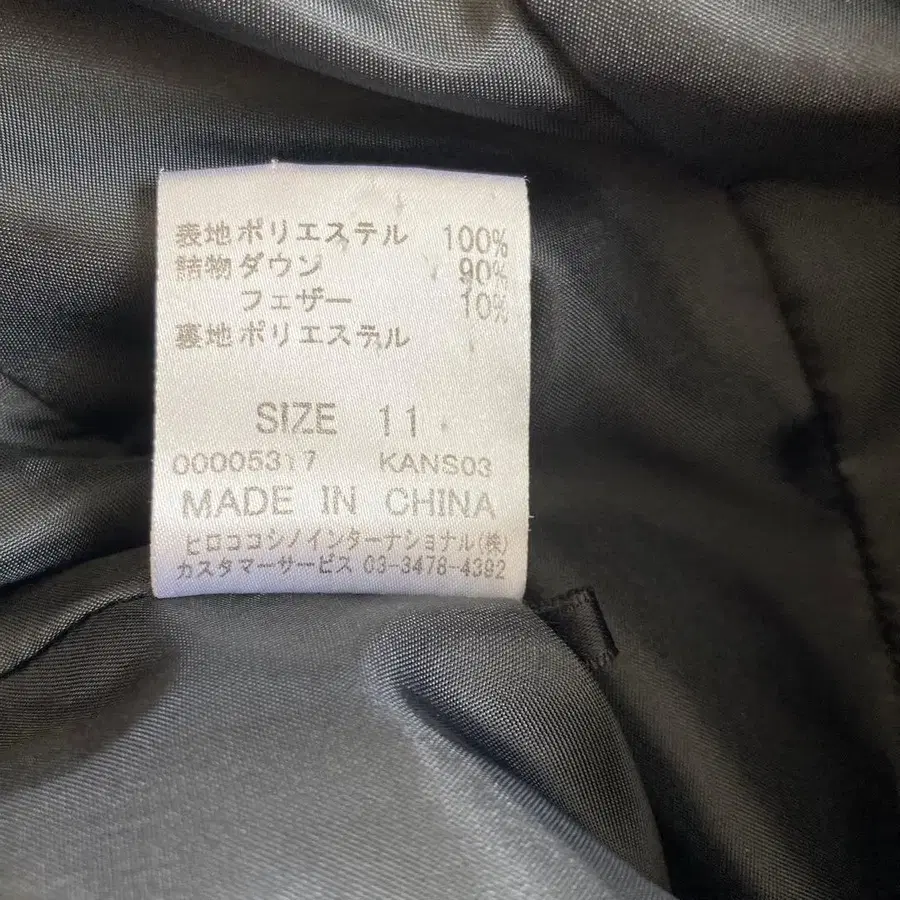 表地ポリエステル 100%
詰物ダウン 90%
フェザー 10%
裏地ポリエステル
SIZE 11
00005317 KANS03
MADE IN CHINA
ヒロココシノインターナショナル(株)
カスタマーサービス 03-3478-4392